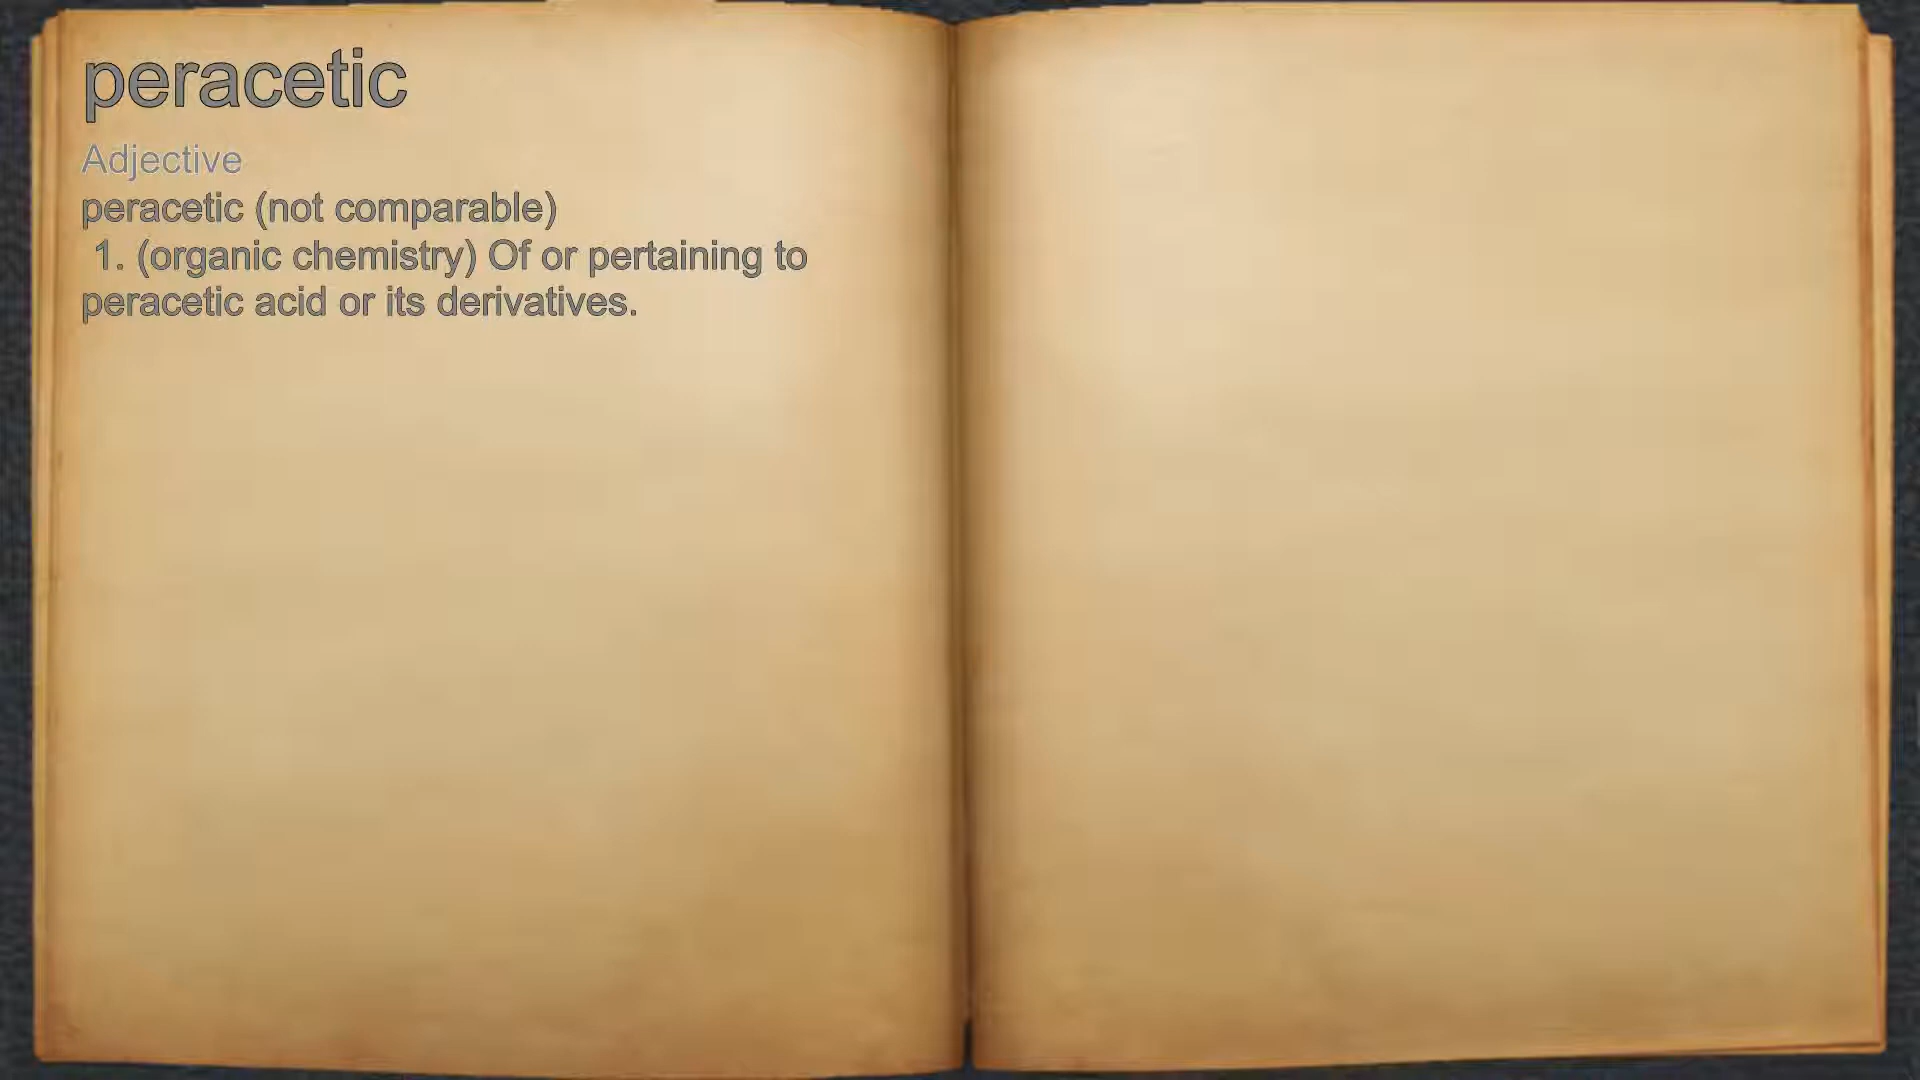 peracetic
Adjective
peracetic (not comparable)
1. (organic chemistry) Of or pertaining to
peracetic acid or its derivatives.